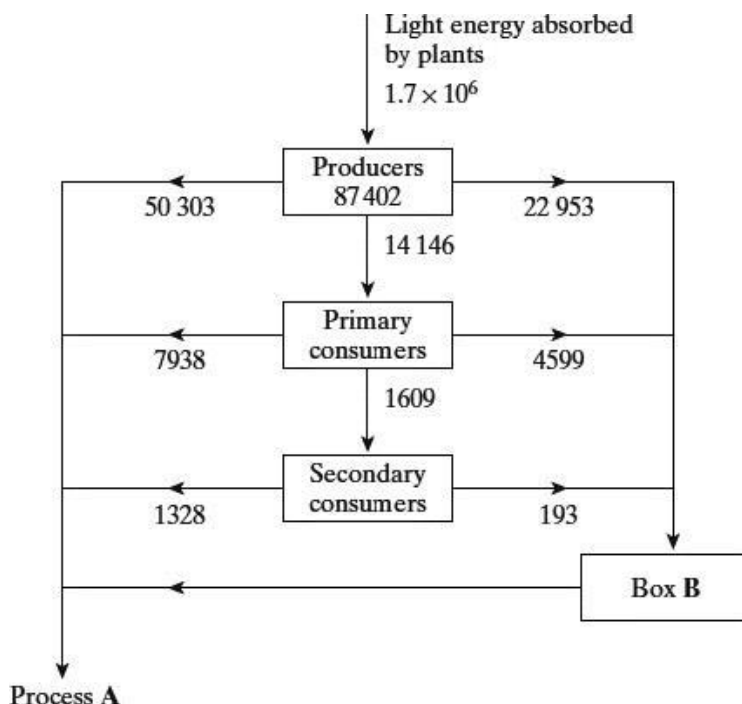 Light energy absorbed
by plants
1.7 × 10⁶
Producers
87 402
50 303
22 953
14 146
Primary
consumers
7938
4599
1609
Secondary
consumers
1328
193
Box B
Process A